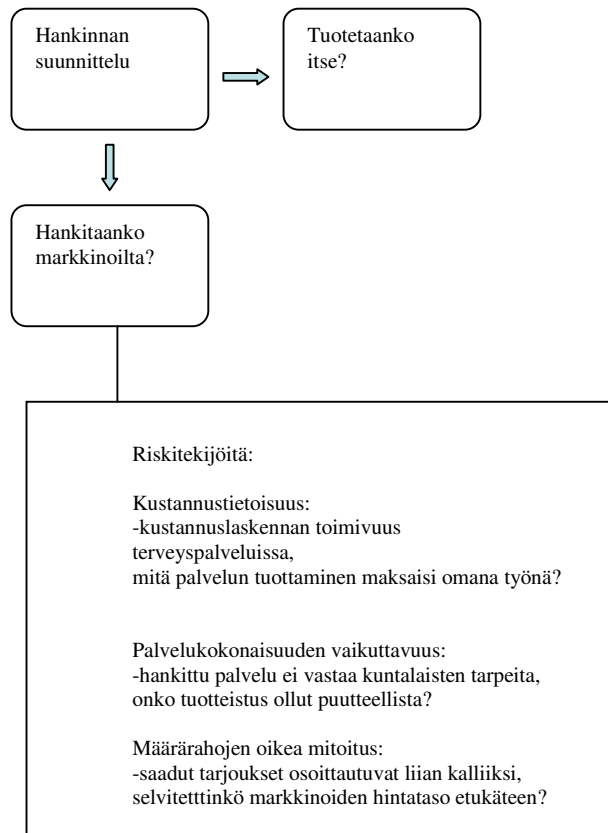 Hankinnan
suunnittelu
Tuotetaanko
itse?
Hankitaanko
markkinoilta?
Riskitekijöitä:
Kustannustietoisuus:
-kustannuslaskennan toimivuus
terveyspalveluissa,
mitä palvelun tuottaminen maksaisi omana työnä?
Palvelukokonaisuuden vaikuttavuus:
-hankittu palvelu ei vastaa kuntalaisten tarpeita,
onko tuotteistus ollut puutteellista?
Määrärahojen oikea mitoitus:
-saadut tarjoukset osoittautuvat liian kalliiksi,
selvitetttinkö markkinoiden hintataso etukäteen?